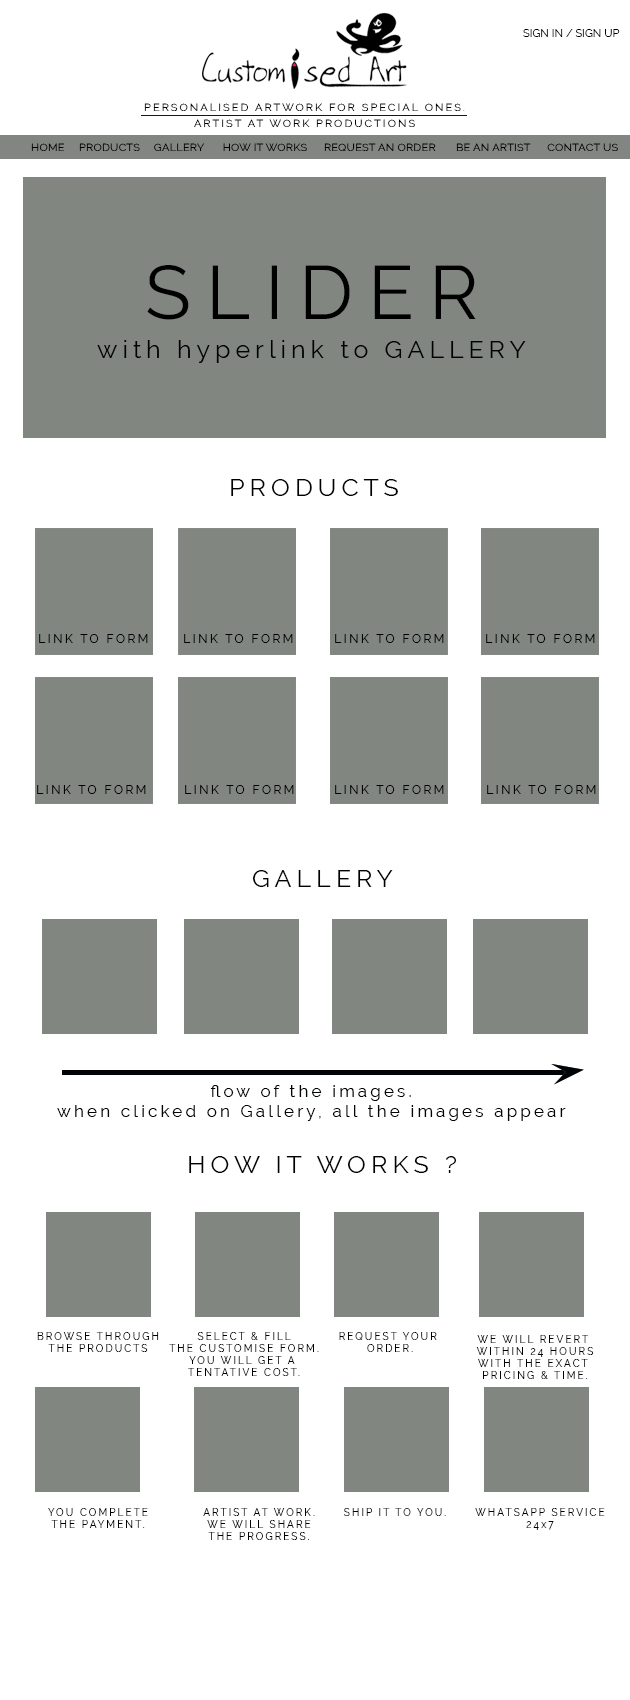 SIGN IN / SIGN UP
Customised Art
PERSONALISED ARTWORK FOR SPECIAL ONES.
ARTIST AT WORK PRODUCTIONS
HOME PRODUCTS GALLERY HOW IT WORKS REQUEST AN ORDER BE AN ARTIST CONTACT US
SLIDER
with hyperlink to GALLERY
PRODUCTS
LINK TO FORM LINK TO FORM LINK TO FORM LINK TO FORM
LINK TO FORM LINK TO FORM LINK TO FORM LINK TO FORM
GALLERY
flow of the images.
when clicked on Gallery, all the images appear
HOW IT WORKS ?
BROWSE THROUGH
THE PRODUCTS
SELECT & FILL
THE CUSTOMISE FORM.
YOU WILL GET A
TENTATIVE COST.
REQUEST YOUR
ORDER.
WE WILL REVERT
WITHIN 24 HOURS
WITH THE EXACT
PRICING & TIME.
YOU COMPLETE
THE PAYMENT.
ARTIST AT WORK.
WE WILL SHARE
THE PROGRESS.
SHIP IT TO YOU.
WHATSAPP SERVICE
24x7